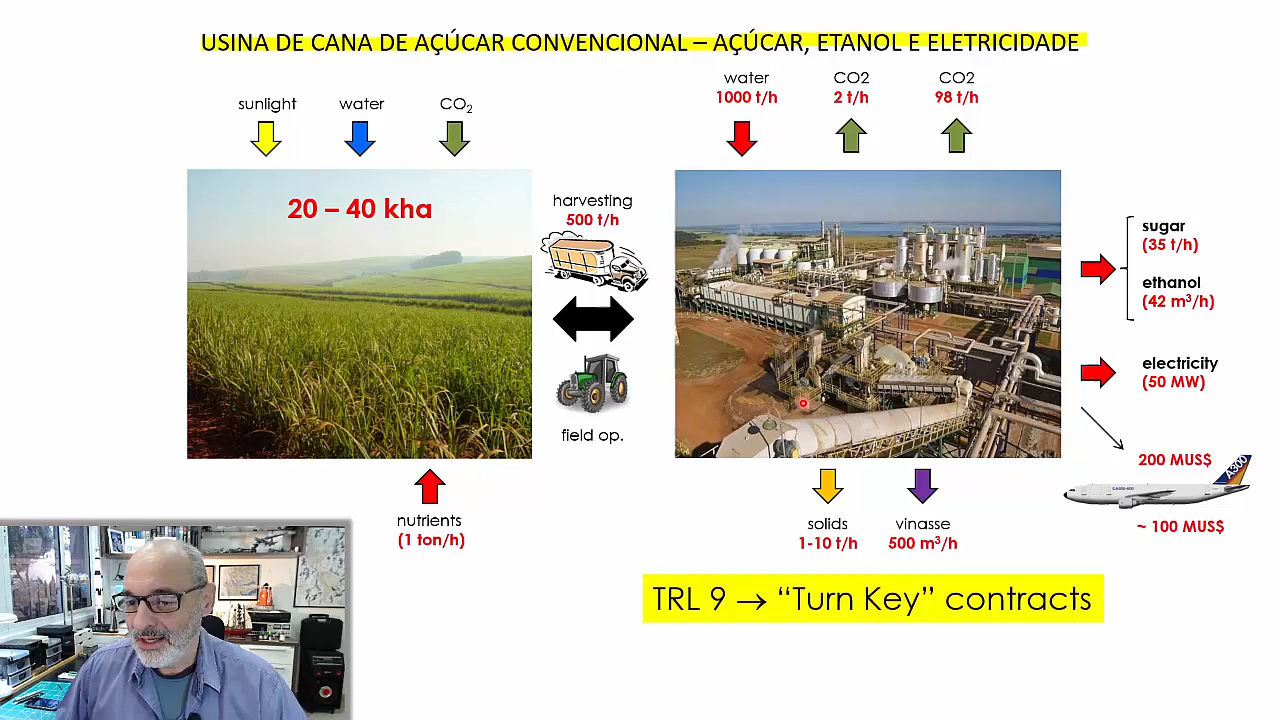 USINA DE CANA DE AÇÚCAR CONVENCIONAL – AÇÚCAR, ETANOL E ELETRICIDADE
sunlight
water
CO₂
20 – 40 kha
nutrients
(1 ton/h)
harvesting
500 t/h
field op.
water
1000 t/h
CO2
2 t/h
CO2
98 t/h
sugar
(35 t/h)
ethanol
(42 m³/h)
electricity
(50 MW)
200 MUS$
A300
~ 100 MUS$
solids
1-10 t/h
vinasse
500 m³/h
TRL 9 → “Turn Key” contracts